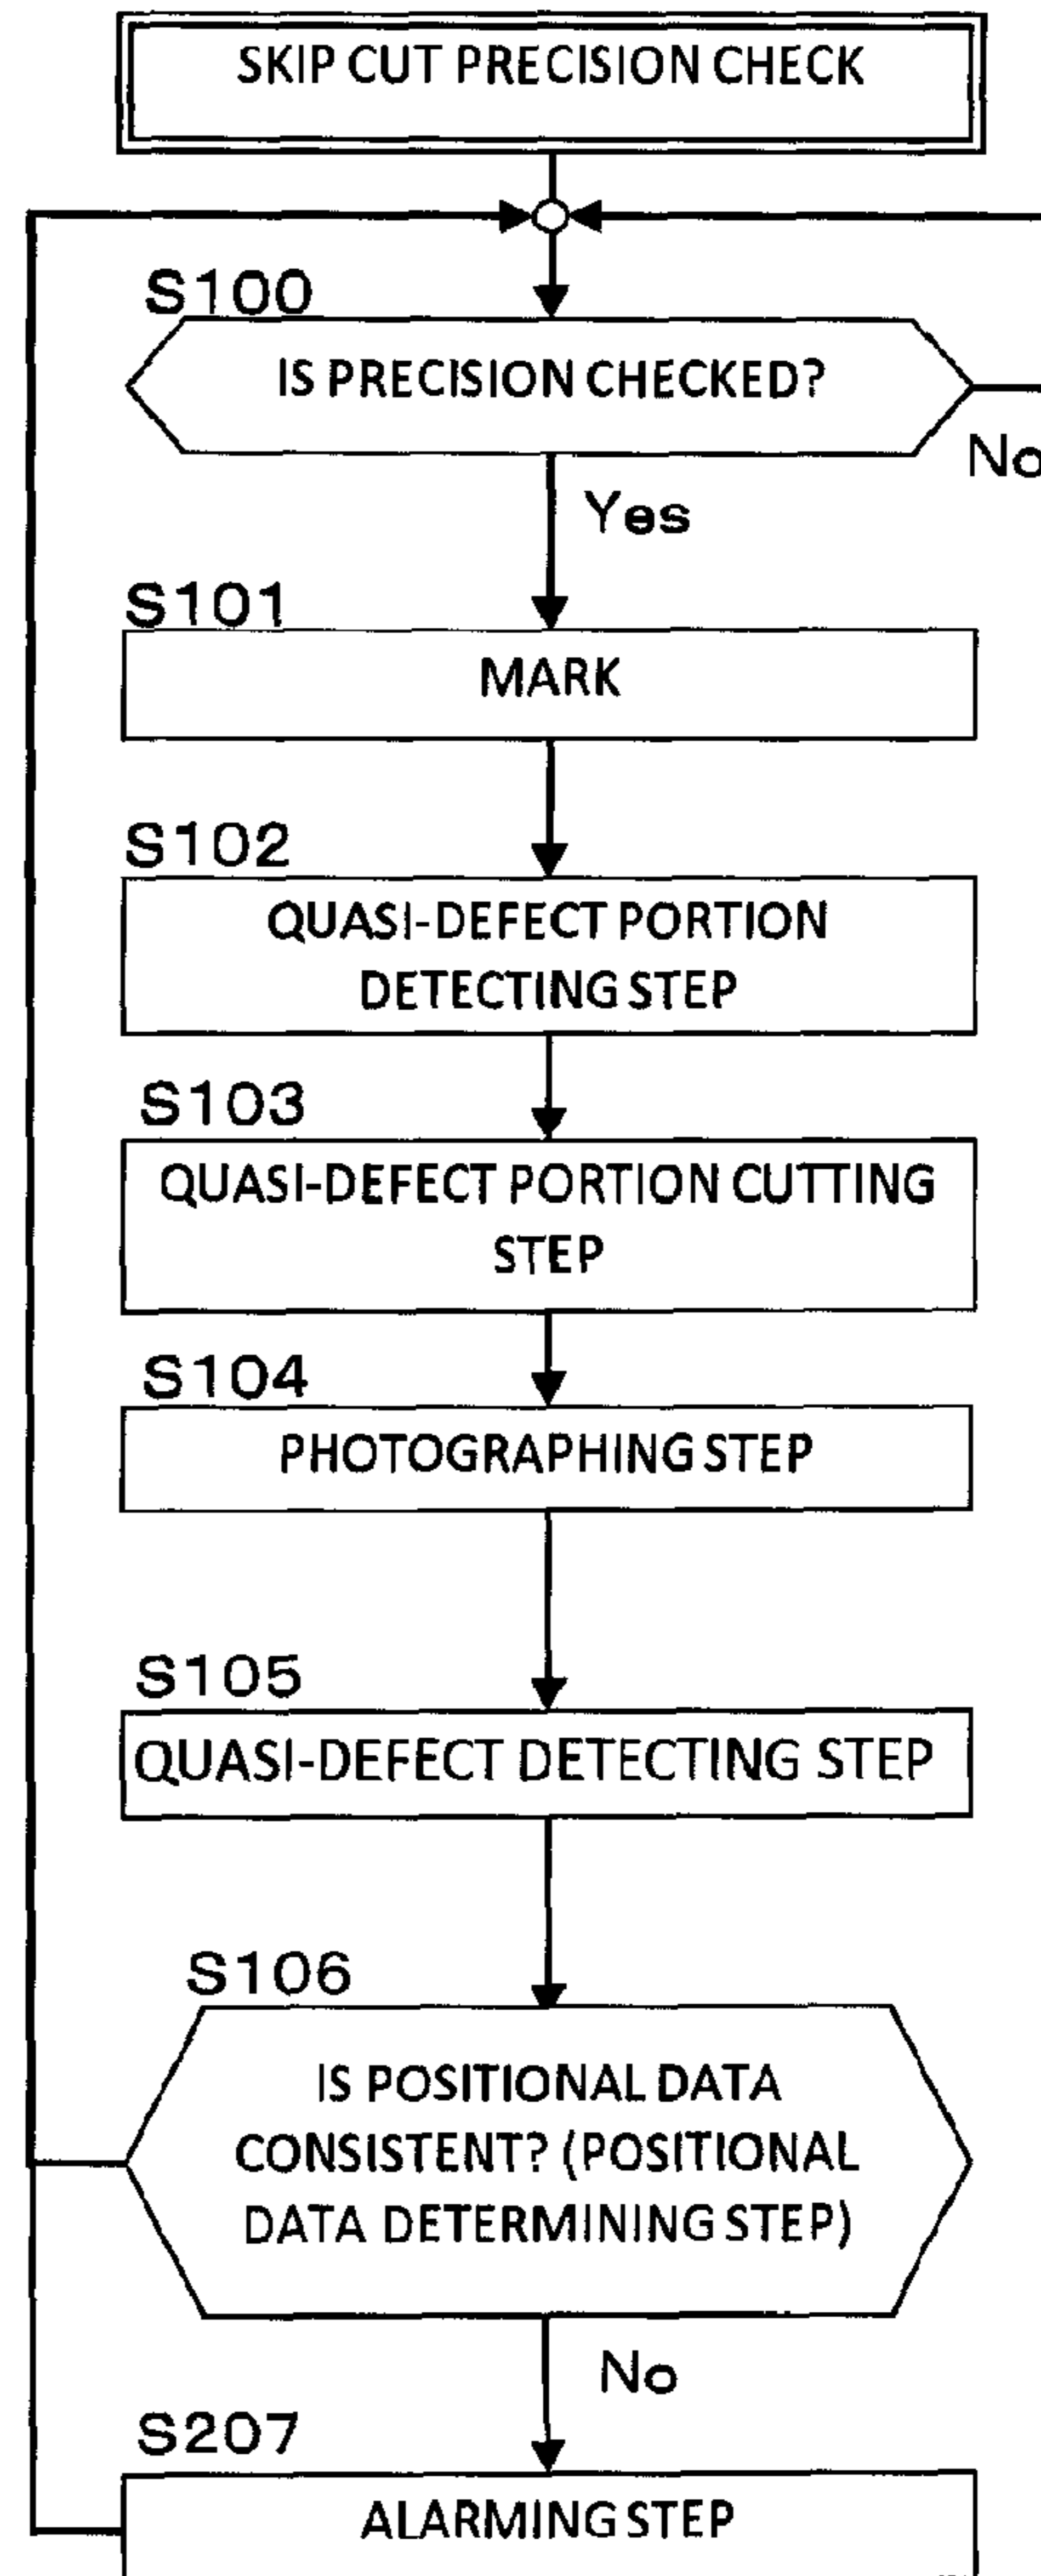 SKIP CUT PRECISION CHECK
S100
IS PRECISION CHECKED?
No
Yes
S101
MARK
S102
QUASI-DEFECT PORTION
DETECTING STEP
S103
QUASI-DEFECT PORTION CUTTING
STEP
S104
PHOTOGRAPHING STEP
S105
QUASI-DEFECT DETECTING STEP
S106
IS POSITIONAL DATA
CONSISTENT? (POSITIONAL
DATA DETERMINING STEP)
No
S207
ALARMING STEP